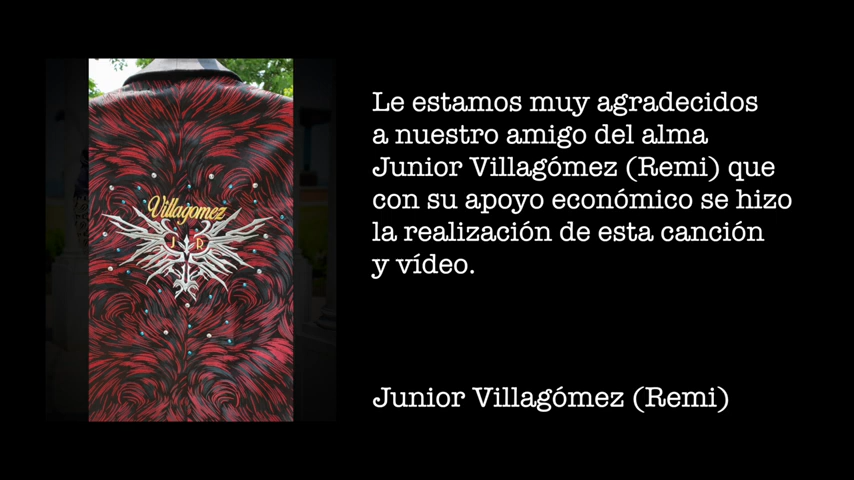 Villagomez
J R
Le estamos muy agradecidos
a nuestro amigo del alma
Junior Villagómez (Remi) que
con su apoyo económico se hizo
la realización de esta canción
y vídeo.
Junior Villagómez (Remi)